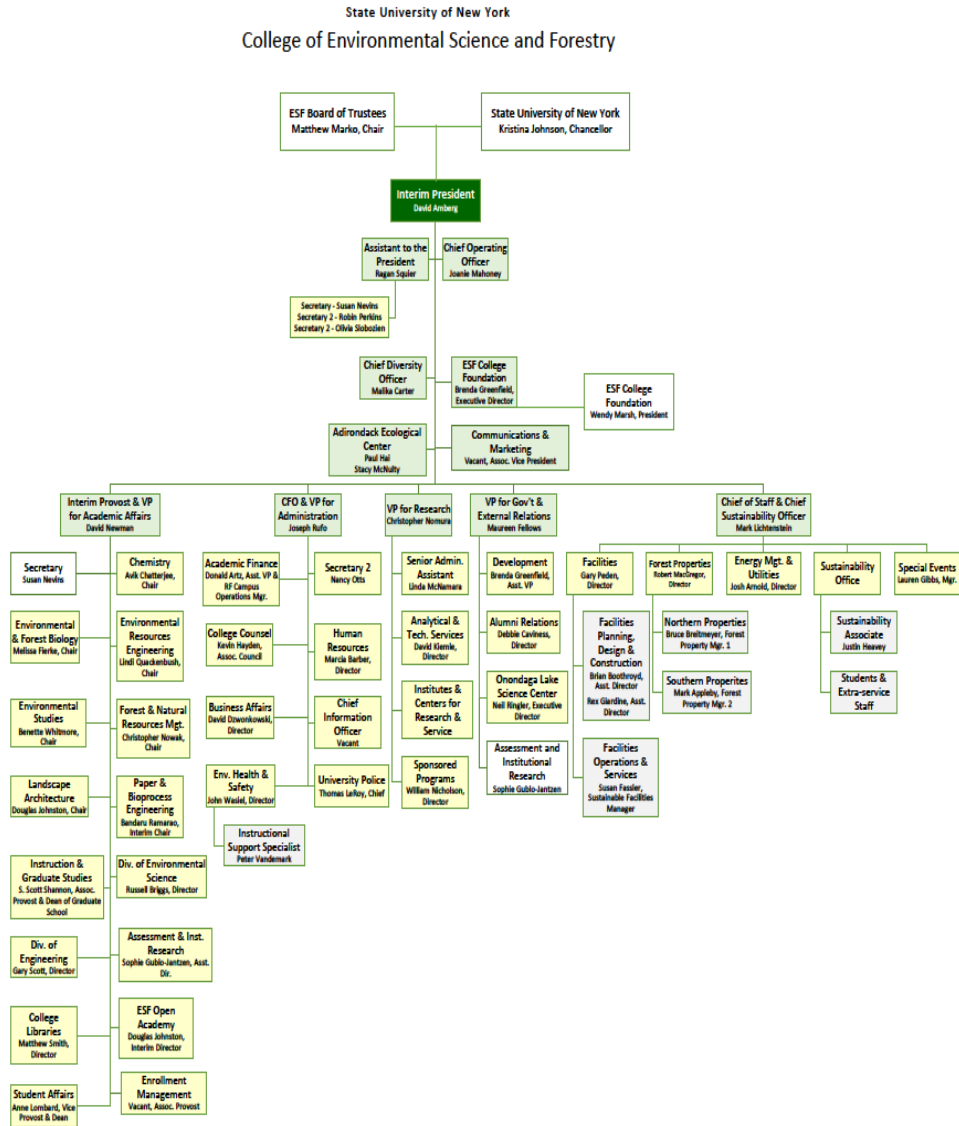 State University of New York
College of Environmental Science and Forestry
ESF Board of Trustees
Matthew Marko, Chair
State University of New York
Kristina Johnson, Chancellor
Interim President
David Amberg
Assistant to the
President
Ragan Squier
Chief Operating
Officer
Joanie Mahoney
Secretary - Susan Nevins
Secretary 2 - Robin Perkins
Secretary 2 - Olivia Slobozien
Chief Diversity
Officer
Malika Carter
ESF College
Foundation
Brenda Greenfield,
Executive Director
ESF College
Foundation
Wendy Marsh, President
Adirondack Ecological
Center
Paul Hai
Stacy McNulty
Communications &
Marketing
Vacant, Assoc. Vice President
Interim Provost & VP
for Academic Affairs
David Newman
CFO & VP for
Administration
Joseph Rufo
VP for Research
Christopher Nomura
VP for Gov't &
External Relations
Maureen Fellows
Chief of Staff & Chief
Sustainability Officer
Mark Lichtenstein
Secretary
Susan Nevins
Chemistry
Avik Chatterjee,
Chair
Environmental
& Forest Biology
Melissa Fierke, Chair
Environmental
Resources
Engineering
Lindi Quackenbush,
Chair
Environmental
Studies
Benette Whitmore,
Chair
Forest & Natural
Resources Mgt.
Christopher Nowak,
Chair
Landscape
Architecture
Douglas Johnston, Chair
Paper &
Bioprocess
Engineering
Bandaru Ramarao,
Interim Chair
Instruction &
Graduate Studies
S. Scott Shannon, Assoc.
Provost & Dean of Graduate
School
Div. of Environmental
Science
Russell Briggs, Director
Div. of
Engineering
Gary Scott, Director
Assessment & Inst.
Research
Sophie Gublo-Jantzen, Asst.
Dir.
College
Libraries
Matthew Smith,
Director
ESF Open
Academy
Douglas Johnston,
Interim Director
Student Affairs
Anne Lombard, Vice
Provost & Dean
Enrollment
Management
Vacant, Assoc. Provost
Academic Finance
Donald Artz, Asst. VP &
RF Campus
Operations Mgr.
Secretary 2
Nancy Otts
College Counsel
Kevin Hayden,
Assoc. Council
Human
Resources
Marcia Barber,
Director
Business Affairs
David Dzwonkowski,
Director
Chief
Information
Officer
Vacant
Env. Health &
Safety
John Wasiel, Director
University Police
Thomas LeRoy, Chief
Instructional
Support Specialist
Peter Vandemark
Senior Admin.
Assistant
Linda McNamara
Analytical &
Tech. Services
David Kiemle,
Director
Institutes &
Centers for
Research &
Service
Sponsored
Programs
William Nicholson,
Director
Development
Brenda Greenfield,
Asst. VP
Alumni Relations
Debbie Caviness,
Director
Onondaga Lake
Science Center
Neil Ringler, Executive
Director
Assessment and
Institutional
Research
Sophie Gublo-Jantzen
Facilities
Gary Peden,
Director
Facilities
Planning,
Design &
Construction
Brian Boothroyd,
Asst. Director
Rex Giardine, Asst.
Director
Facilities
Operations &
Services
Susan Fassler,
Sustainable Facilities
Manager
Forest Properties
Robert MacGregor,
Director
Northern Properties
Bruce Breitmeyer, Forest
Property Mgr. 1
Southern Properites
Mark Appleby, Forest
Property Mgr. 2
Energy Mgt. &
Utilities
Josh Arnold, Director
Sustainability
Office
Sustainability
Associate
Justin Heavey
Students &
Extra-service
Staff
Special Events
Lauren Gibbs, Mgr.